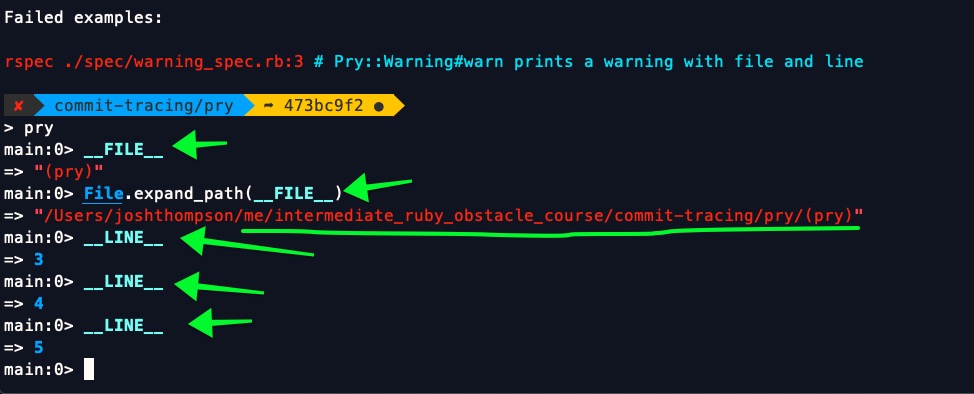 Failed examples:
rspec ./spec/warning_spec.rb:3 # Pry::Warning#warn prints a warning with file and line
✘ commit-tracing/pry ➦ 473bc9f2 ●
> pry
main:0> __FILE__
=> "(pry)"
main:0> File.expand_path(__FILE__)
=> "/Users/joshthompson/me/intermediate_ruby_obstacle_course/commit-tracing/pry/(pry)"
main:0> __LINE__
=> 3
main:0> __LINE__
=> 4
main:0> __LINE__
=> 5
main:0>